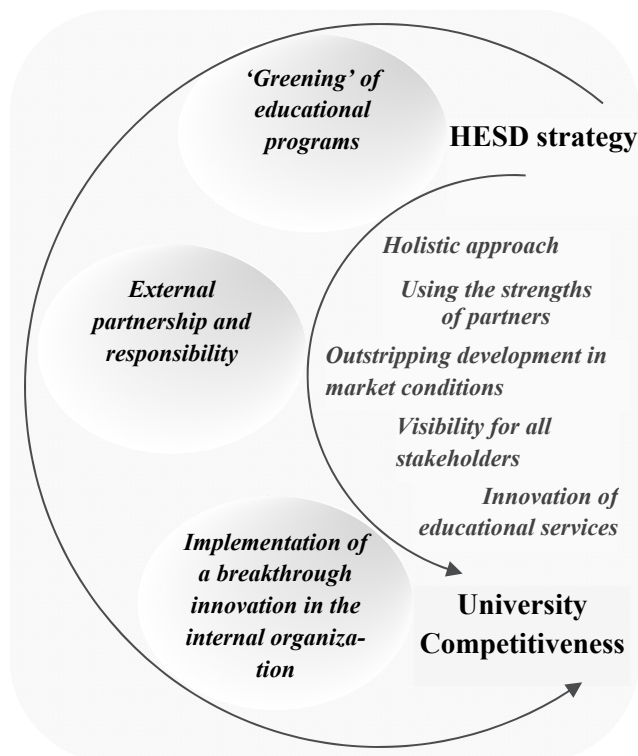 ‘Greening’ of
educational
programs
HESD strategy
Holistic approach
External
partnership and
responsibility
Using the strengths
of partners
Outstripping development in
market conditions
Visibility for all
stakeholders
Innovation of
educational services
Implementation of
a breakthrough
innovation in the
internal organiza-
tion
University
Competitiveness